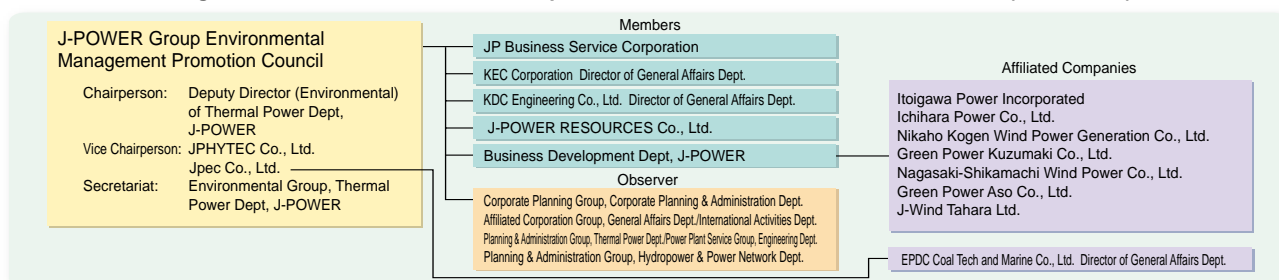 J-POWER Group Environmental
Management Promotion Council
Chairperson: Deputy Director (Environmental)
of Thermal Power Dept,
J-POWER
Vice Chairperson: JPHYTEC Co., Ltd.
Jpec Co., Ltd.
Secretariat: Environmental Group, Thermal
Power Dept, J-POWER
Members
JP Business Service Corporation
KEC Corporation Director of General Affairs Dept.
KDC Engineering Co., Ltd. Director of General Affairs Dept.
J-POWER RESOURCES Co., Ltd.
Business Development Dept, J-POWER
Observer
Corporate Planning Group, Corporate Planning & Administration Dept.
Affiliated Corporation Group, General Affairs Dept./International Activities Dept.
Planning & Administration Group, Thermal Power Dept./Power Plant Service Group, Engineering Dept.
Planning & Administration Group, Hydropower & Power Network Dept.
Affiliated Companies
Itoigawa Power Incorporated
Ichihara Power Co., Ltd.
Nikaho Kogen Wind Power Generation Co., Ltd.
Green Power Kuzumaki Co., Ltd.
Nagasaki-Shikamachi Wind Power Co., Ltd.
Green Power Aso Co., Ltd.
J-Wind Tahara Ltd.
EPDC Coal Tech and Marine Co., Ltd. Director of General Affairs Dept.